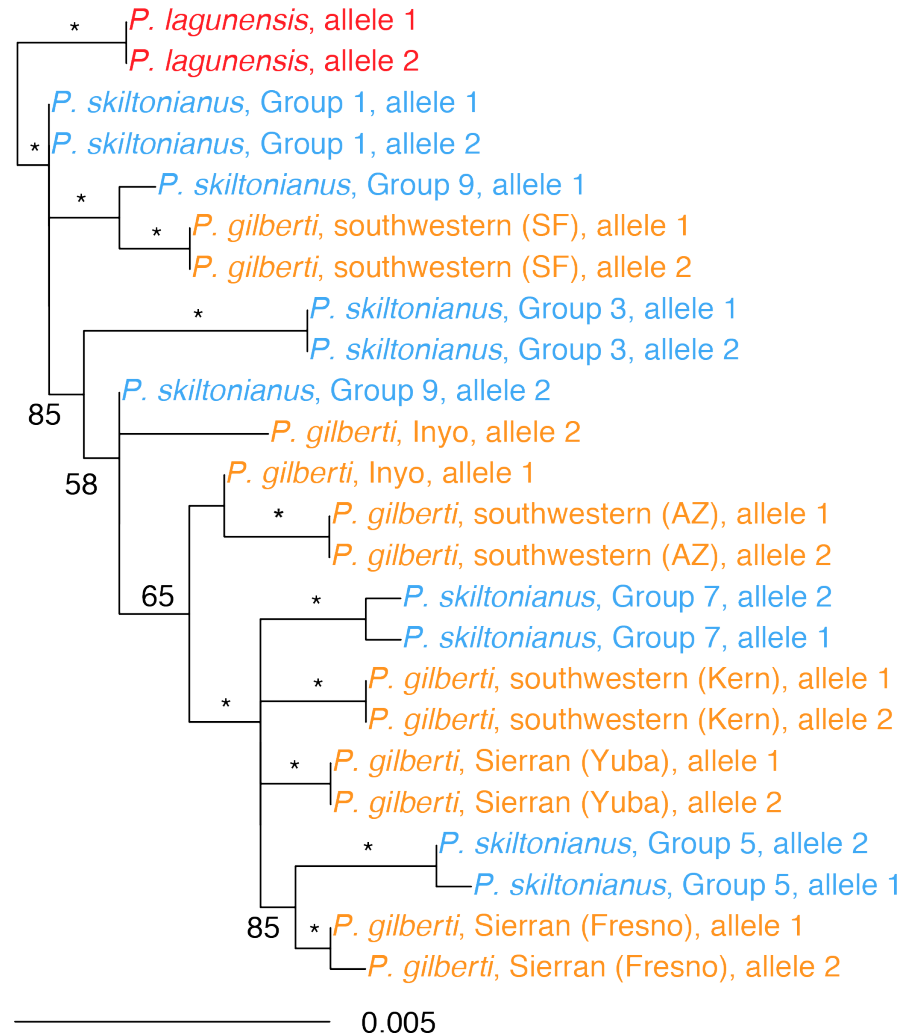 *
P. lagunensis, allele 1
P. lagunensis, allele 2
P. skiltonianus, Group 1, allele 1
*
P. skiltonianus, Group 1, allele 2
*
P. skiltonianus, Group 9, allele 1
*
P. gilberti, southwestern (SF), allele 1
P. gilberti, southwestern (SF), allele 2
*
P. skiltonianus, Group 3, allele 1
P. skiltonianus, Group 3, allele 2
P. skiltonianus, Group 9, allele 2
85
P. gilberti, Inyo, allele 2
58
P. gilberti, Inyo, allele 1
*
P. gilberti, southwestern (AZ), allele 1
P. gilberti, southwestern (AZ), allele 2
65
*
P. skiltonianus, Group 7, allele 2
P. skiltonianus, Group 7, allele 1
*
P. gilberti, southwestern (Kern), allele 1
*
P. gilberti, southwestern (Kern), allele 2
*
P. gilberti, Sierran (Yuba), allele 1
P. gilberti, Sierran (Yuba), allele 2
*
P. skiltonianus, Group 5, allele 2
P. skiltonianus, Group 5, allele 1
85
*
P. gilberti, Sierran (Fresno), allele 1
P. gilberti, Sierran (Fresno), allele 2
0.005